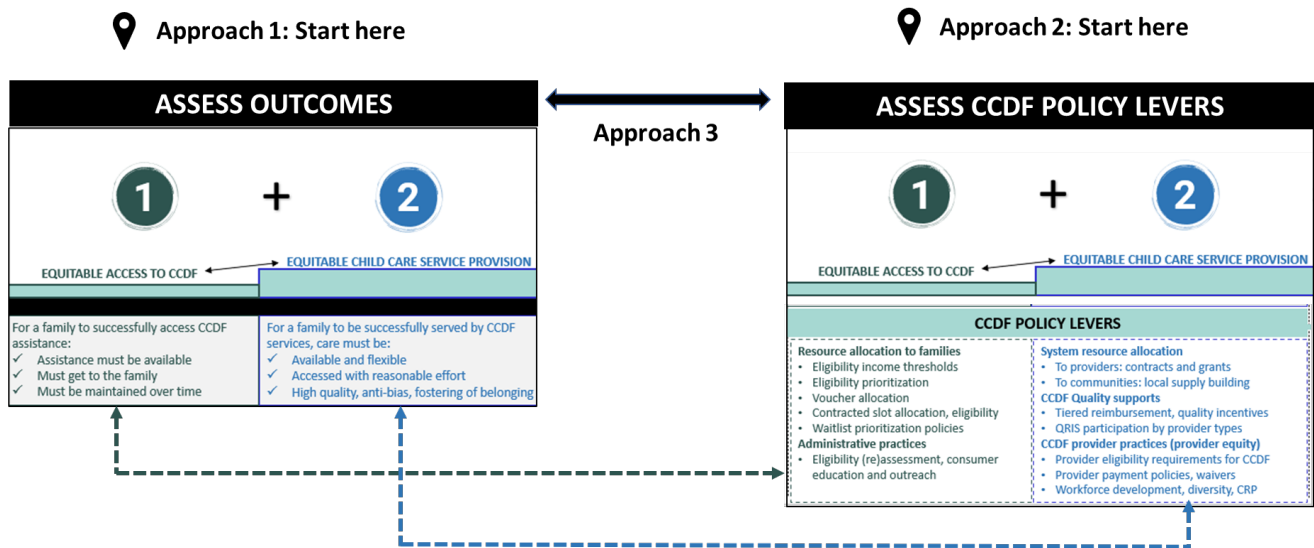 Approach 1: Start here
Approach 2: Start here
ASSESS OUTCOMES
Approach 3
ASSESS CCDF POLICY LEVERS
1
+
2
EQUITABLE ACCESS TO CCDF
EQUITABLE CHILD CARE SERVICE PROVISION
For a family to successfully access CCDF
assistance:
✓ Assistance must be available
✓ Must get to the family
✓ Must be maintained over time
For a family to be successfully served by CCDF
services, care must be:
✓ Available and flexible
✓ Accessed with reasonable effort
✓ High quality, anti-bias, fostering of belonging
1
+
2
EQUITABLE ACCESS TO CCDF
EQUITABLE CHILD CARE SERVICE PROVISION
CCDF POLICY LEVERS
Resource allocation to families
• Eligibility income thresholds
• Eligibility prioritization
• Voucher allocation
• Contracted slot allocation, eligibility
• Waitlist prioritization policies
Administrative practices
• Eligibility (re)assessment, consumer
education and outreach
System resource allocation
• To providers: contracts and grants
• To communities: local supply building
CCDF Quality supports
• Tiered reimbursement, quality incentives
• QRIS participation by provider types
CCDF provider practices (provider equity)
• Provider eligibility requirements for CCDF
• Provider payment policies, waivers
• Workforce development, diversity, CRP